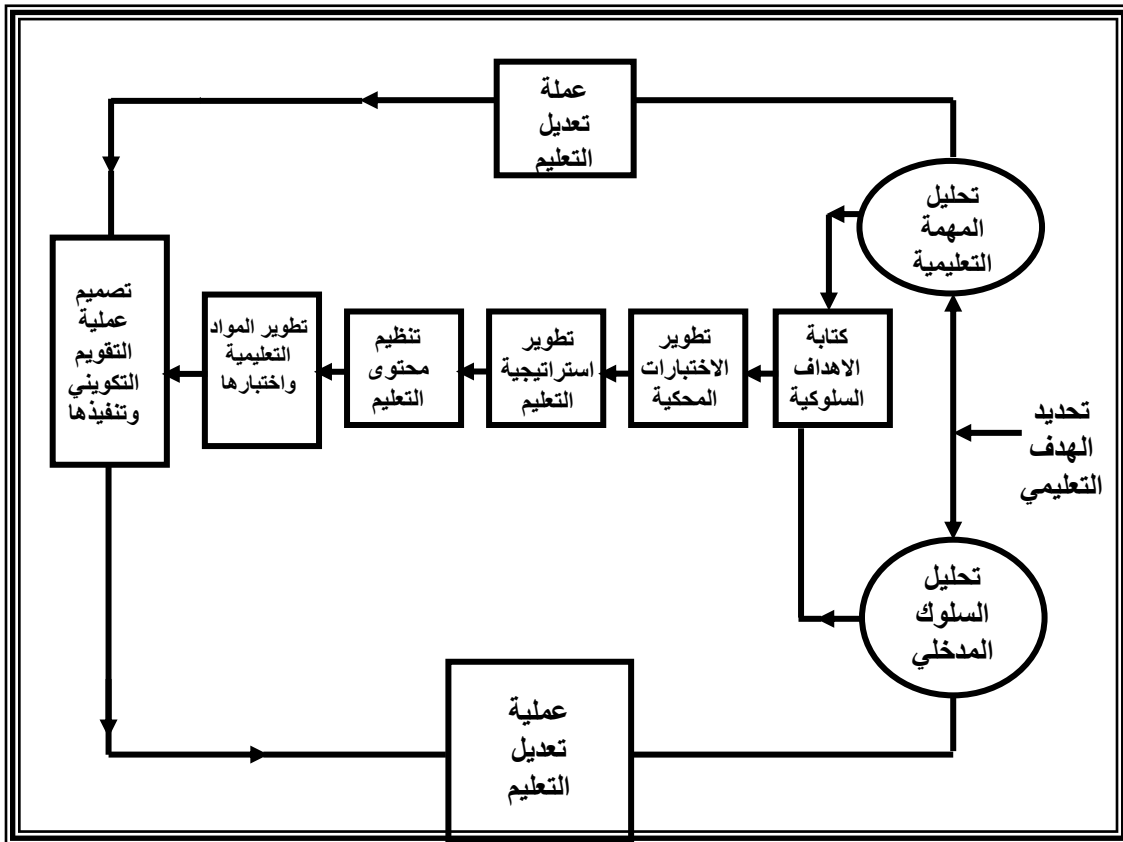 عملة
تعديل
التعليم
تحليل
المهمة
التعليمية
تحديد
الهدف
التعليمي
كتابة
الاهداف
السلوكية
تطوير
الاختبارات
المحكية
تطوير
استراتيجية
التعليم
تنظيم
محتوى
التعليم
تطوير المواد
التعليمية
واختبارها
تصميم
عملية
التقويم
التكويني
وتنفيذها
تحليل
السلوك
المدخلي
عملية
تعديل
التعليم